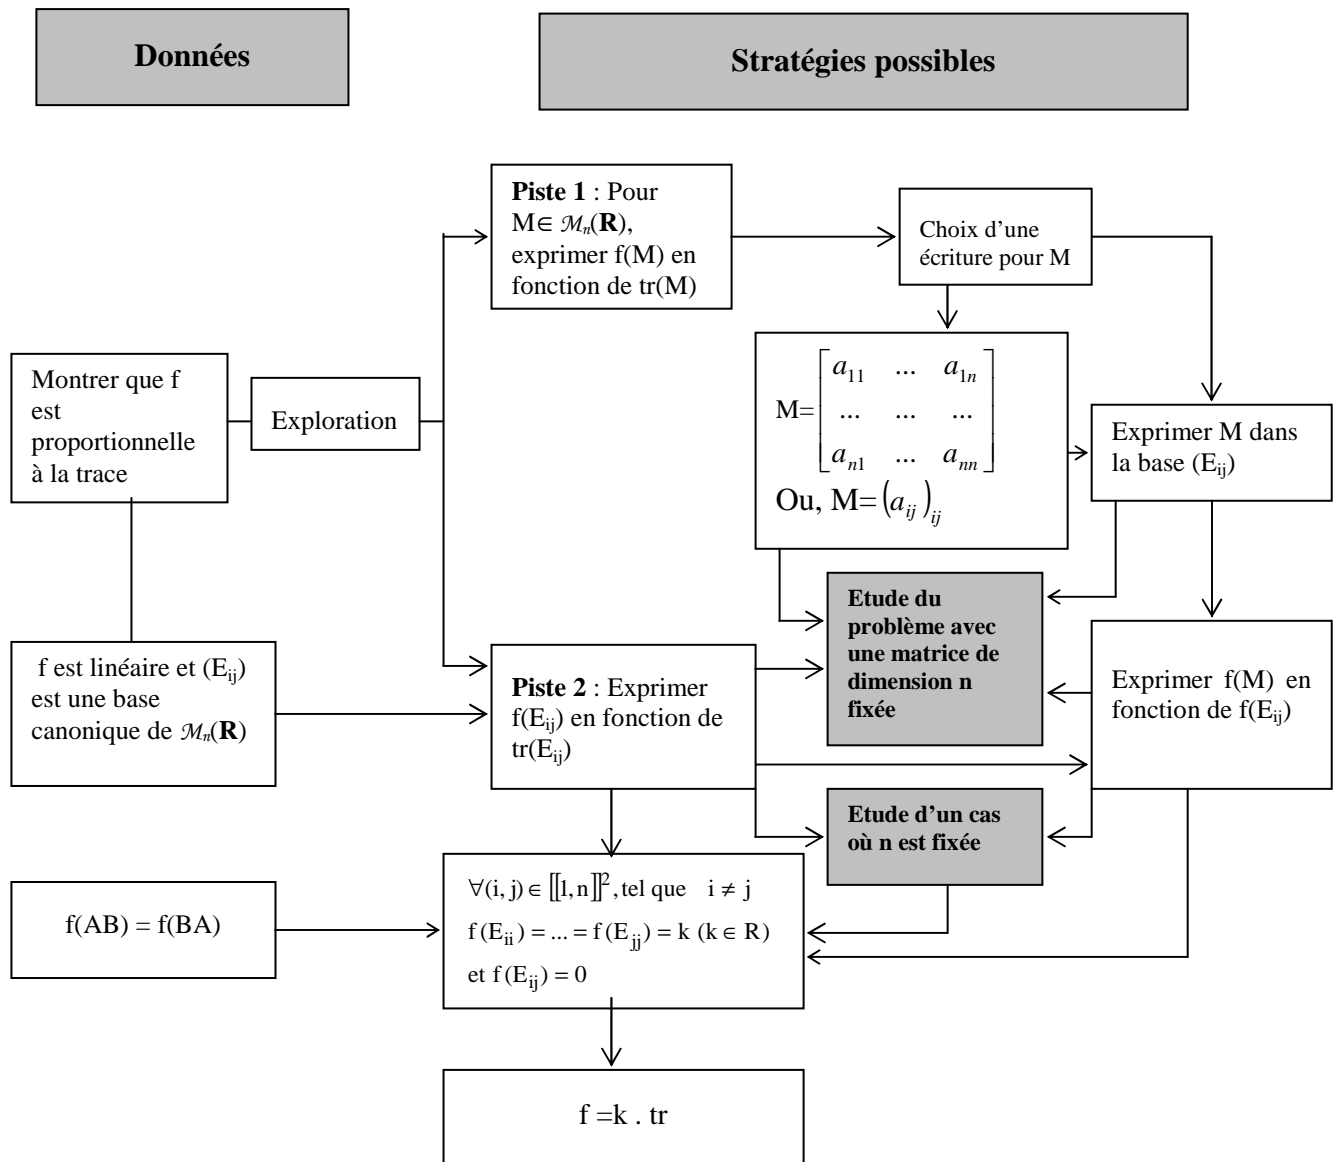 Données
Stratégies possibles
Piste 1 : Pour
M∈ ℳn(R),
exprimer f(M) en
fonction de tr(M)
Choix d’une
écriture pour M
Montrer que f
est
proportionnelle
à la trace
Exploration
M= [ a11 ... a1n
... ... ...
an1 ... ann ]
Ou, M= (aij)ij
Exprimer M dans
la base (Eij)
f est linéaire et (Eij)
est une base
canonique de ℳn(R)
Piste 2 : Exprimer
f(Eij) en fonction de
tr(Eij)
Etude du
problème avec
une matrice de
dimension n
fixée
Exprimer f(M) en
fonction de f(Eij)
Etude d’un cas
où n est fixée
f(AB) = f(BA)
∀(i, j) ∈ [[1, n]]², tel que i ≠ j
f (Eii) = ... = f (Ejj) = k (k ∈ R)
et f (Eij) = 0
f =k . tr